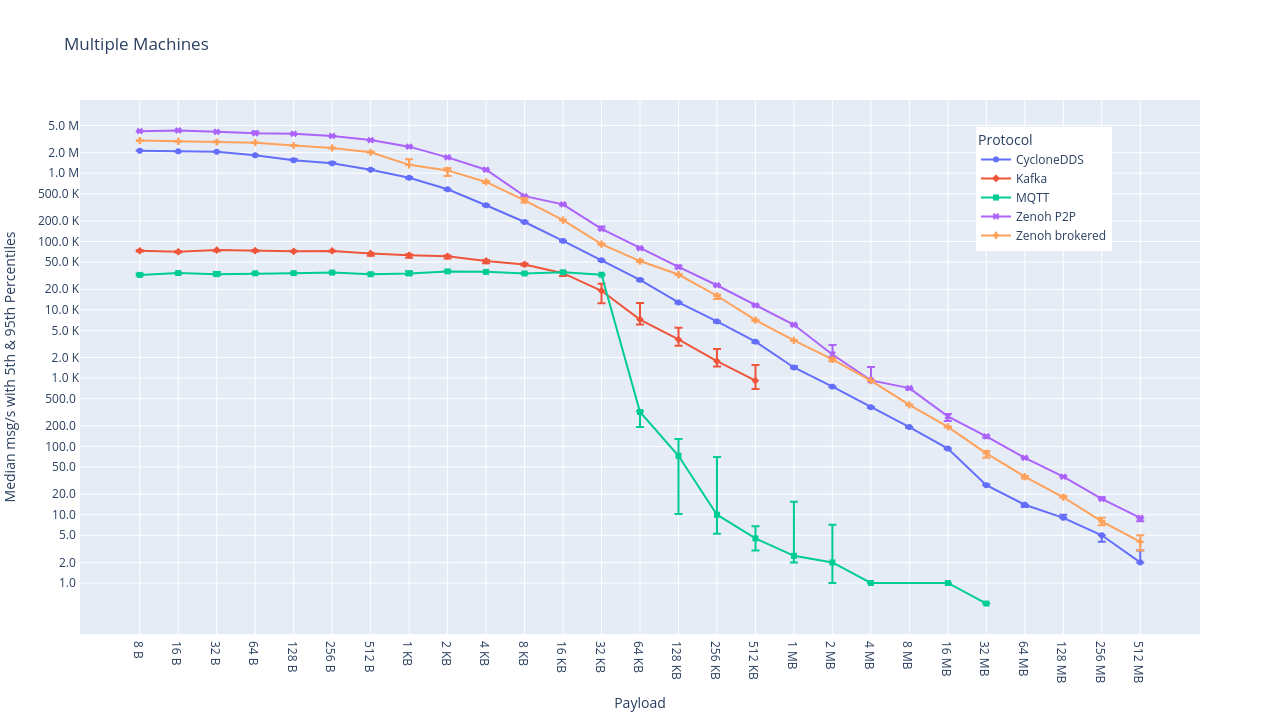 Multiple Machines
5.0 M
2.0 M
1.0 M
500.0 K
200.0 K
100.0 K
50.0 K
20.0 K
10.0 K
5.0 K
2.0 K
1.0 K
500.0
200.0
100.0
50.0
20.0
10.0
5.0
2.0
1.0
Median msg/s with 5th & 95th Percentiles
Protocol
CycloneDDS
Kafka
MQTT
Zenoh P2P
Zenoh brokered
8 B
16 B
32 B
64 B
128 B
256 B
512 B
1 KB
2 KB
4 KB
8 KB
16 KB
32 KB
64 KB
128 KB
256 KB
512 KB
1 MB
2 MB
4 MB
8 MB
16 MB
32 MB
64 MB
128 MB
256 MB
512 MB
Payload